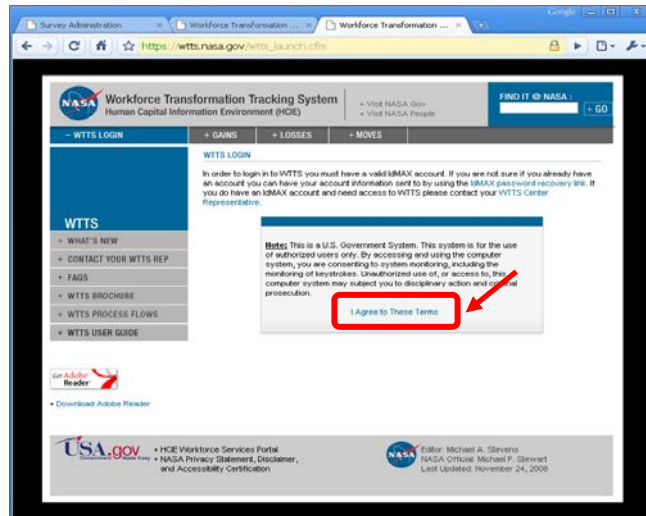 Google
Survey Administration
Workforce Transformation ...
Workforce Transformation ...
https://wtts.nasa.gov/wtts_launch.cfm
NASA
Workforce Transformation Tracking System
Human Capital Information Environment (HCIE)
+ Visit NASA Gov
+ Visit NASA People
FIND IT @ NASA :
+ GO
– WTTS LOGIN
+ GAINS
+ LOSSES
+ MOVES
WTTS LOGIN
In order to login in to WTTS you must have a valid IdMAX account. If you are not sure if you already have
an account you can have your account information sent to by using the IdMAX password recovery link. If
you do have an IdMAX account and need access to WTTS please contact your WTTS Center
Representative.
WTTS
+ WHAT'S NEW
+ CONTACT YOUR WTTS REP
+ FAQS
+ WTTS BROCHURE
+ WTTS PROCESS FLOWS
+ WTTS USER GUIDE
Note: This is a U.S. Government System. This system is for the use
of authorized users only. By accessing and using the computer
system, you are consenting to system monitoring, including the
monitoring of keystrokes. Unauthorized use of, or access to, this
computer system may subject you to disciplinary action and criminal
prosecution.
I Agree to These Terms
Get Adobe
Reader
+ Download Adobe Reader
USA.gov
Government Made Easy
+ HCIE Workforce Services Portal
+ NASA Privacy Statement, Disclaimer,
and Accessibility Certification
NASA
Editor: Michael A. Stevens
NASA Official: Michael P. Stewart
Last Updated: November 24, 2008